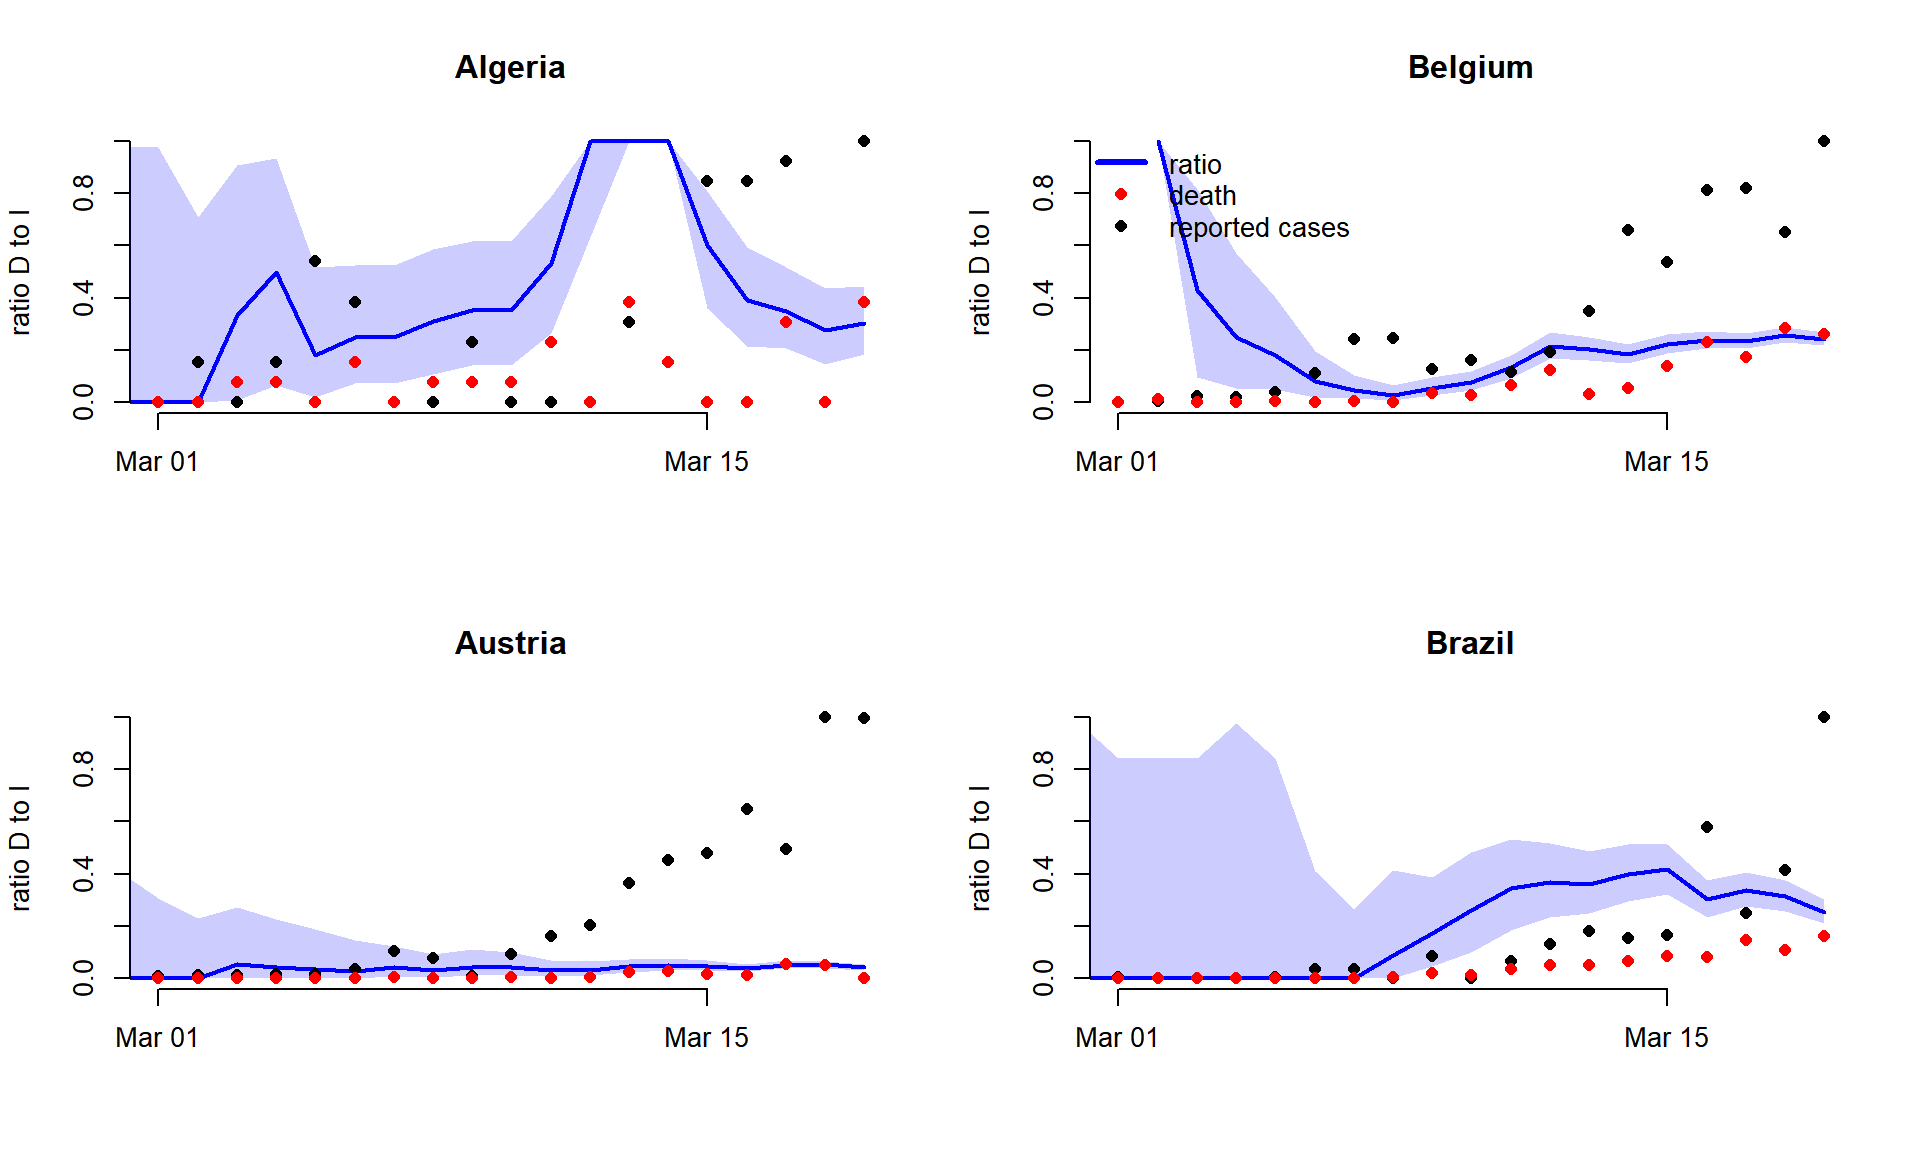 Algeria
ratio D to I
0.0
0.4
0.8
Mar 01
Mar 15
Belgium
ratio D to I
0.0
0.4
0.8
ratio
death
reported cases
Mar 01
Mar 15
Austria
ratio D to I
0.0
0.4
0.8
Mar 01
Mar 15
Brazil
ratio D to I
0.0
0.4
0.8
Mar 01
Mar 15